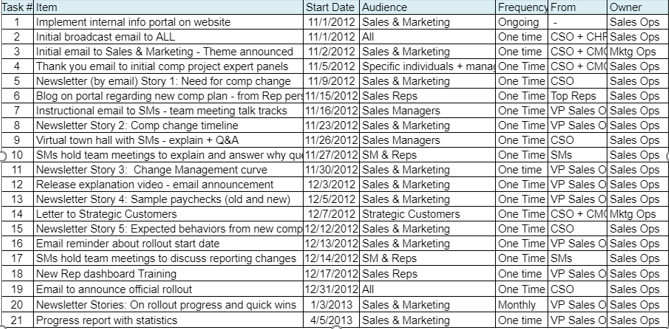 Task # Item Start Date Audience Frequency From Owner
1 Implement internal info portal on website 11/1/2012 Sales & Marketing Ongoing - Sales Ops
2 Initial broadcast email to ALL 11/1/2012 All One time CSO + CHR Sales Ops
3 Initial email to Sales & Marketing - Theme announced 11/2/2012 Sales & Marketing One time CSO + CMO Mktg Ops
4 Thank you email to initial comp project expert panels 11/5/2012 Specific individuals + manag One Time CSO + CMO Sales Ops
5 Newsletter (by email) Story 1: Need for comp change 11/9/2012 Sales & Marketing One Time CSO Sales Ops
6 Blog on portal regarding new comp plan - from Rep pers 11/15/2012 Sales Reps One Time Top Reps Sales Ops
7 Instructional email to SMs - team meeting talk tracks 11/16/2012 Sales Managers One Time VP Sales O Sales Ops
8 Newsletter Story 2: Comp change timeline 11/23/2012 Sales & Marketing One Time VP Sales O Sales Ops
9 Virtual town hall with SMs - explain + Q&A 11/26/2012 Sales Managers One Time CSO Sales Ops
10 SMs hold team meetings to explain and answer why que 11/27/2012 SM & Reps One Time SMs Sales Ops
11 Newsletter Story 3: Change Management curve 11/30/2012 Sales & Marketing One time VP Sales O Sales Ops
12 Release explanation video - email announcement 12/3/2012 Sales & Marketing One Time VP Sales O Sales Ops
13 Newsletter Story 4: Sample paychecks (old and new) 12/5/2012 Sales & Marketing One Time VP Sales O Sales Ops
14 Letter to Strategic Customers 12/7/2012 Strategic Customers One Time CSO + CMO Mktg Ops
15 Newsletter Story 5: Expected behaviors from new comp 12/12/2012 Sales & Marketing One Time CSO Sales Ops
16 Email reminder about rollout start date 12/13/2012 Sales & Marketing One Time VP Sales O Sales Ops
17 SMs hold team meetings to discuss reporting changes 12/14/2012 SM & Reps One Time SMs Sales Ops
18 New Rep dashboard Training 12/17/2012 Sales Reps One time VP Sales O Sales Ops
19 Email to announce official rollout 12/31/2012 All One Time CSO Sales Ops
20 Newsletter Stories: On rollout progress and quick wins 1/3/2013 Sales & Marketing Monthly VP Sales O Sales Ops
21 Progress report with statistics 4/5/2013 Sales & Marketing One Time VP Sales O Sales Ops